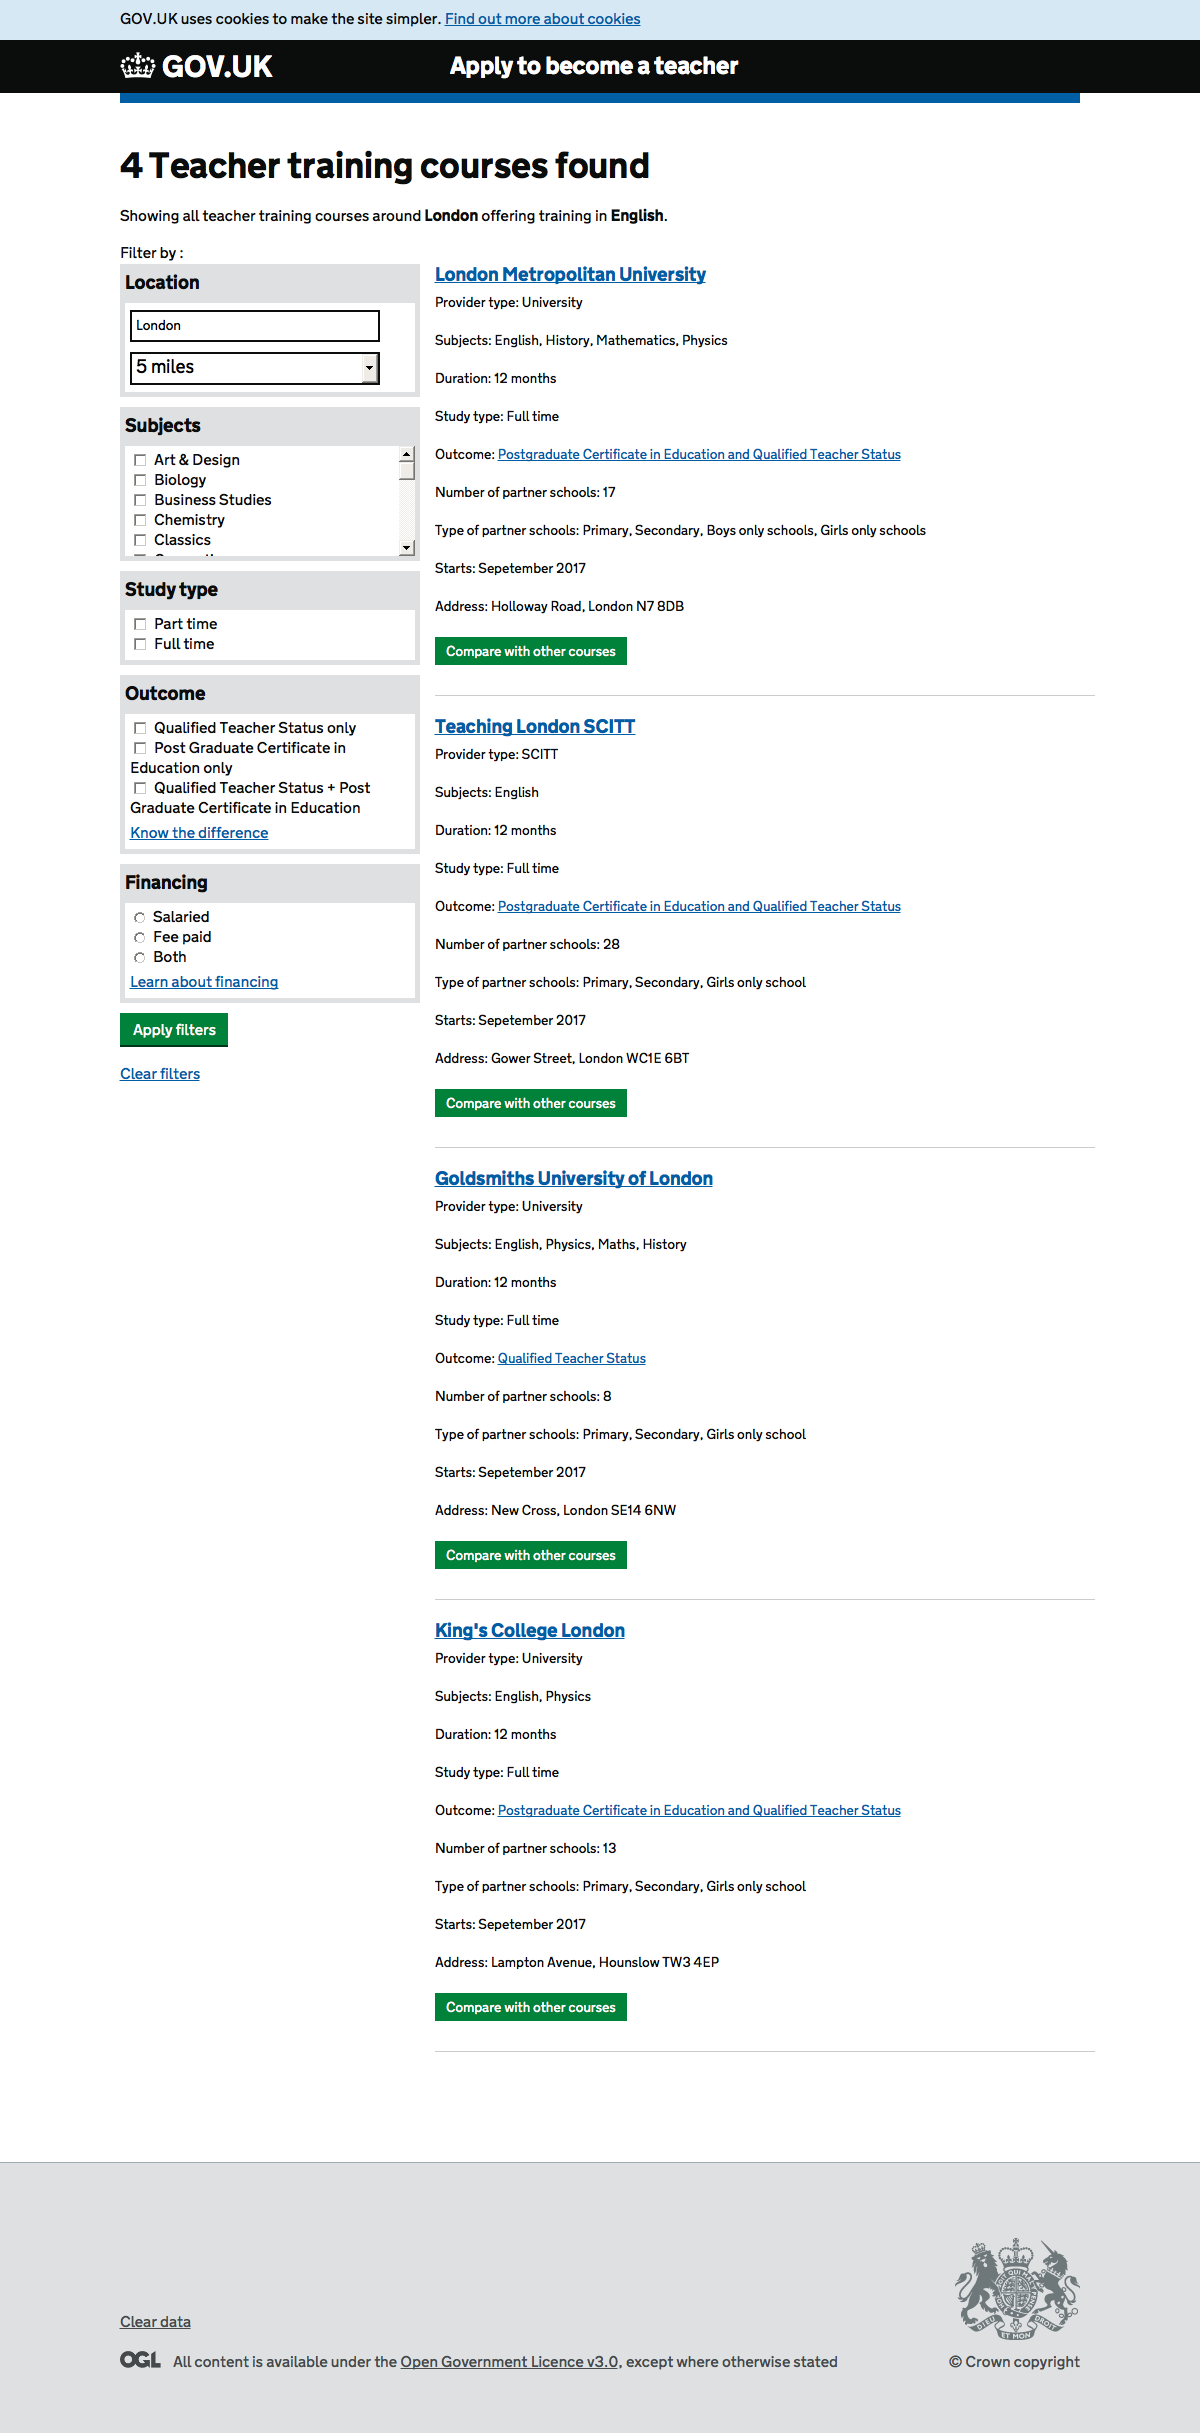 GOV.UK uses cookies to make the site simpler. Find out more about cookies
GOV.UK
Apply to become a teacher
4 Teacher training courses found
Showing all teacher training courses around London offering training in English.
Filter by :
Location
London
5 miles
Subjects
Art & Design
Biology
Business Studies
Chemistry
Classics
Study type
Part time
Full time
Outcome
Qualified Teacher Status only
Post Graduate Certificate in
Education only
Qualified Teacher Status + Post
Graduate Certificate in Education
Know the difference
Financing
Salaried
Fee paid
Both
Learn about financing
Apply filters
Clear filters
London Metropolitan University
Provider type: University
Subjects: English, History, Mathematics, Physics
Duration: 12 months
Study type: Full time
Outcome: Postgraduate Certificate in Education and Qualified Teacher Status
Number of partner schools: 17
Type of partner schools: Primary, Secondary, Boys only schools, Girls only schools
Starts: Sepetember 2017
Address: Holloway Road, London N7 8DB
Compare with other courses
Teaching London SCITT
Provider type: SCITT
Subjects: English
Duration: 12 months
Study type: Full time
Outcome: Postgraduate Certificate in Education and Qualified Teacher Status
Number of partner schools: 28
Type of partner schools: Primary, Secondary, Girls only school
Starts: Sepetember 2017
Address: Gower Street, London WC1E 6BT
Compare with other courses
Goldsmiths University of London
Provider type: University
Subjects: English, Physics, Maths, History
Duration: 12 months
Study type: Full time
Outcome: Qualified Teacher Status
Number of partner schools: 8
Type of partner schools: Primary, Secondary, Girls only school
Starts: Sepetember 2017
Address: New Cross, London SE14 6NW
Compare with other courses
King's College London
Provider type: University
Subjects: English, Physics
Duration: 12 months
Study type: Full time
Outcome: Postgraduate Certificate in Education and Qualified Teacher Status
Number of partner schools: 13
Type of partner schools: Primary, Secondary, Girls only school
Starts: Sepetember 2017
Address: Lampton Avenue, Hounslow TW3 4EP
Compare with other courses
Clear data
DIEU ET MON DROIT
OGL All content is available under the Open Government Licence v3.0, except where otherwise stated
© Crown copyright